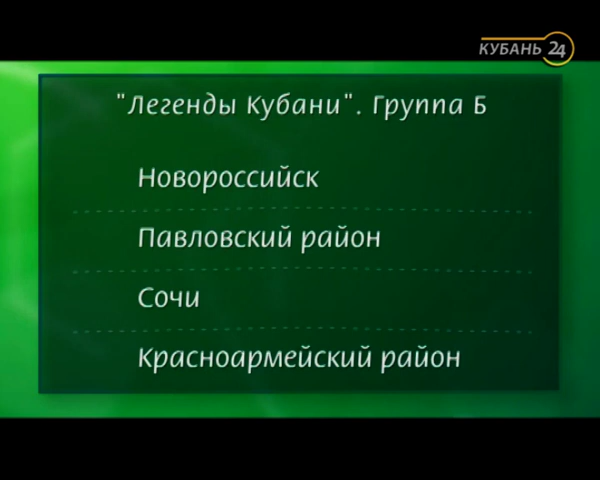 КУБАНЬ 24
"Легенды Кубани". Группа Б
Новороссийск
Павловский район
Сочи
Красноармейский район